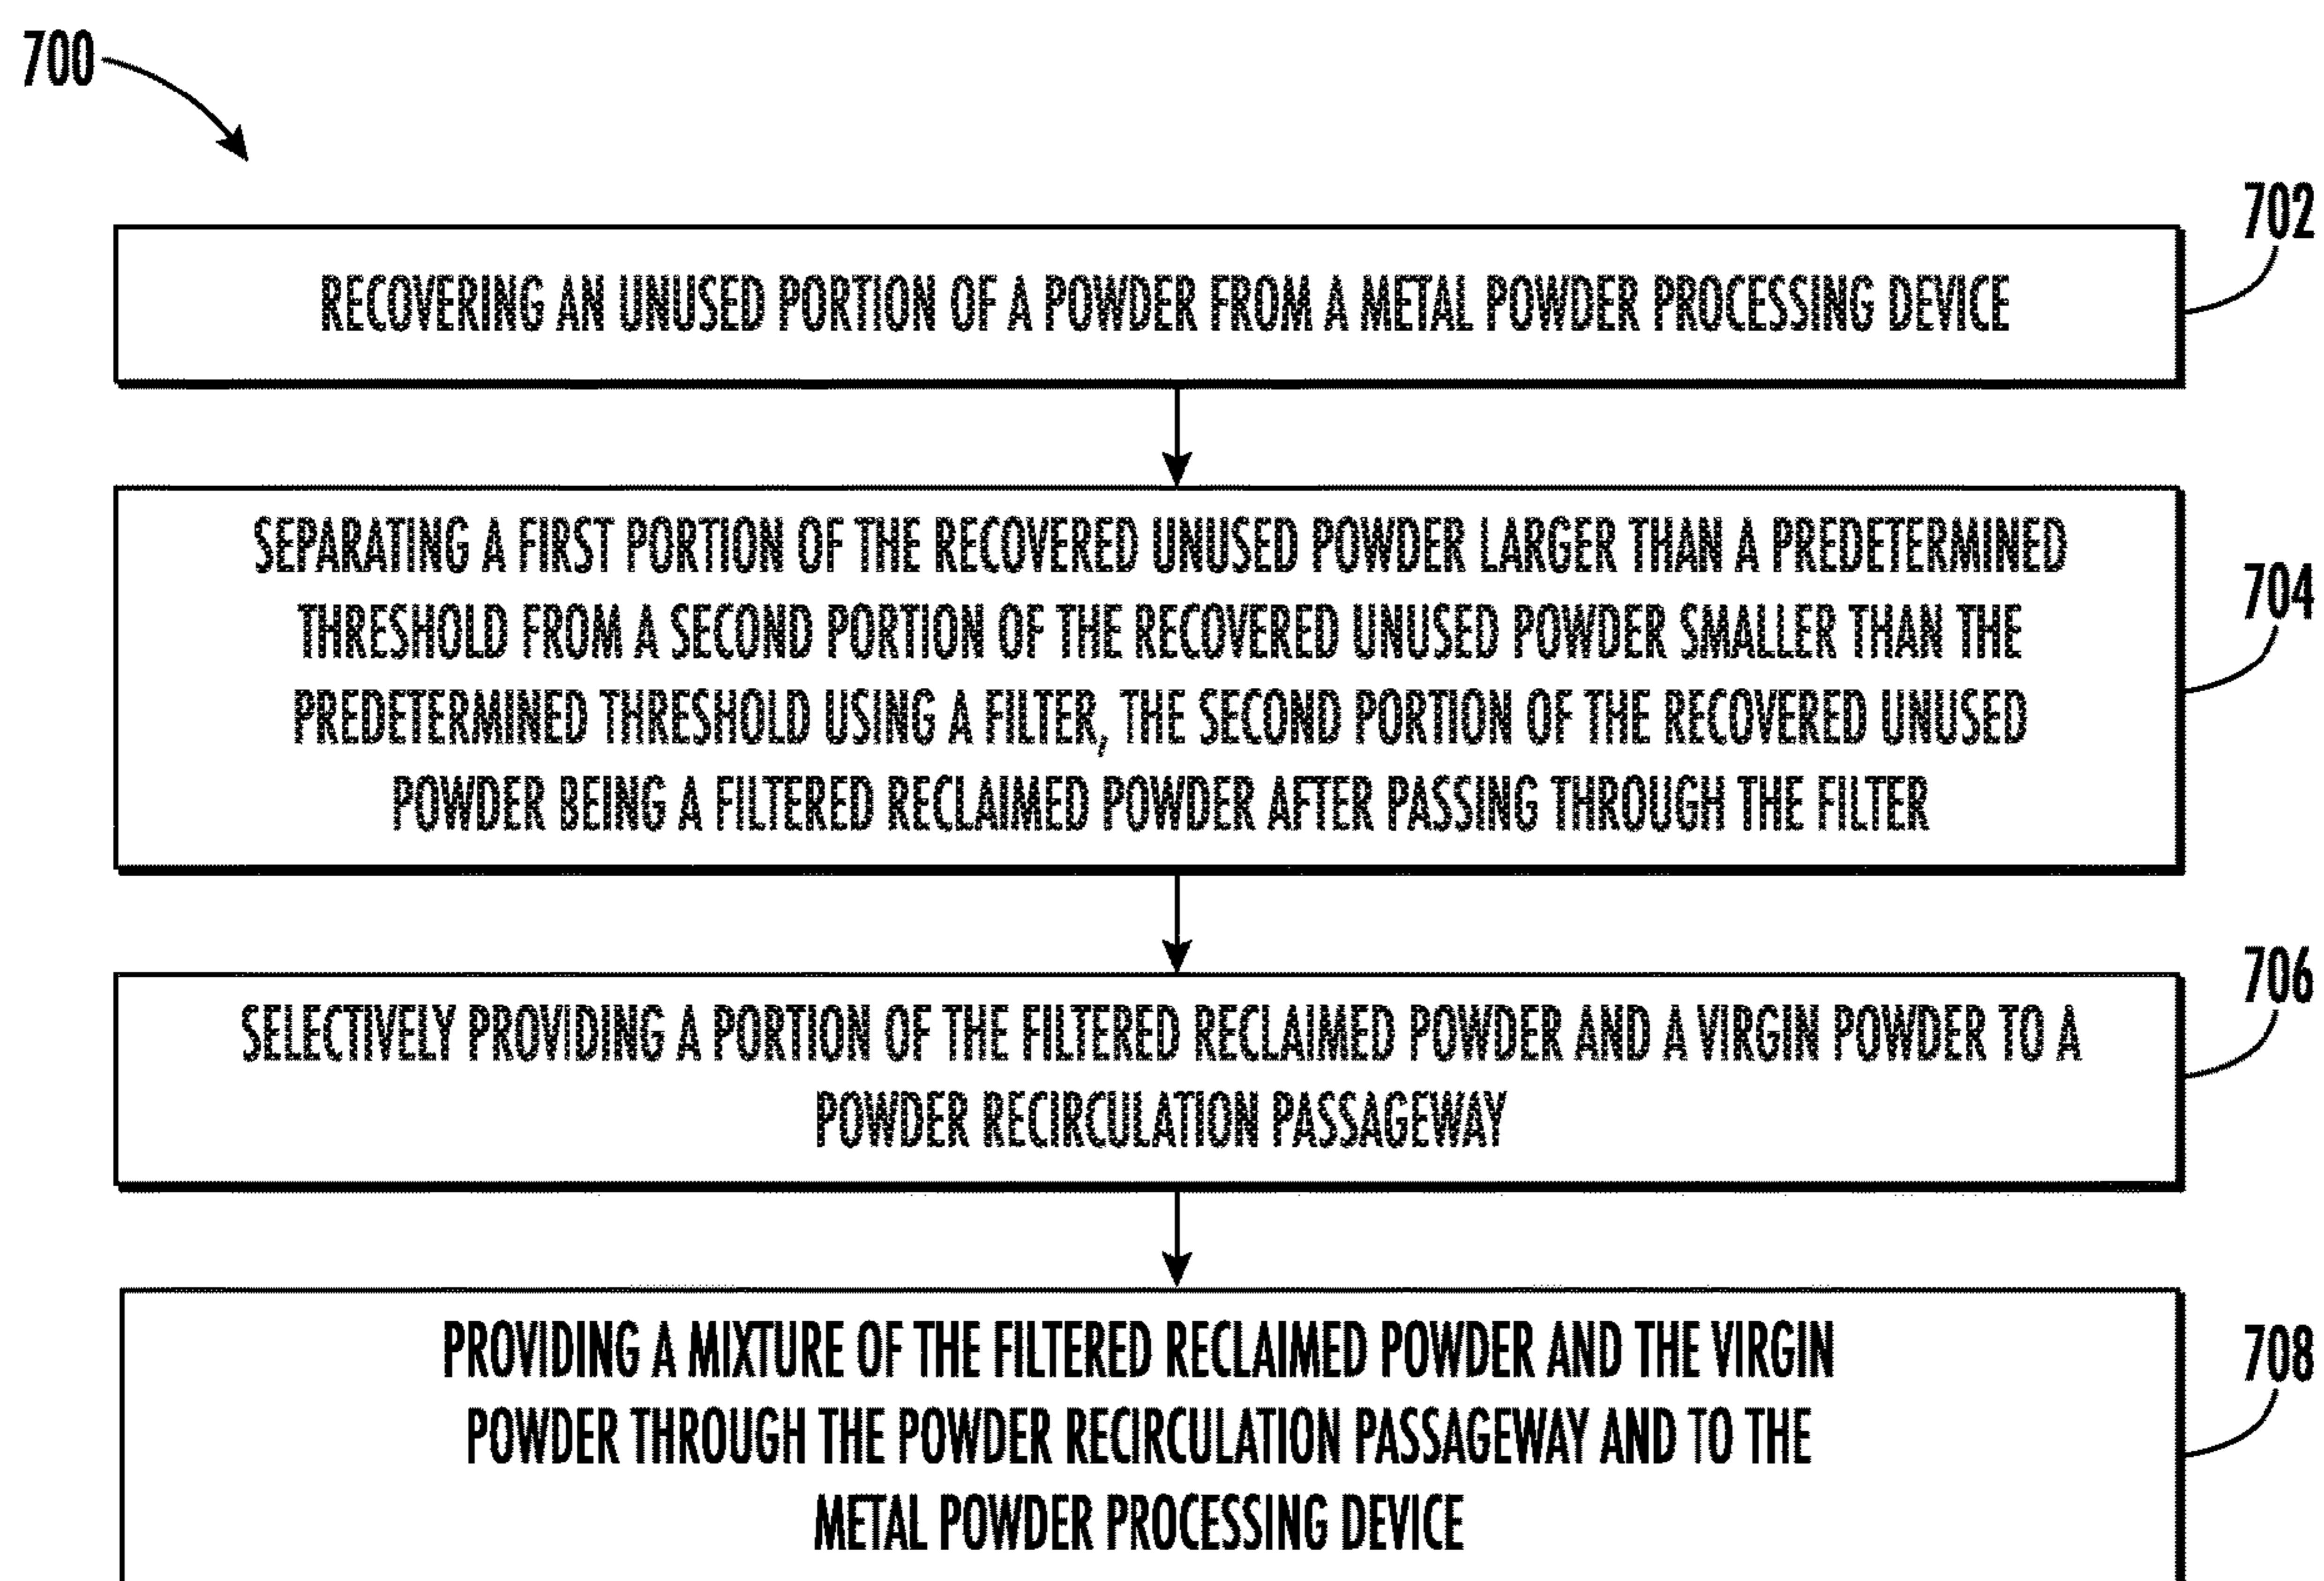 700
702
RECOVERING AN UNUSED PORTION OF A POWDER FROM A METAL POWDER PROCESSING DEVICE
SEPARATING A FIRST PORTION OF THE RECOVERED UNUSED POWDER LARGER THAN A PREDETERMINED
THRESHOLD FROM A SECOND PORTION OF THE RECOVERED UNUSED POWDER SMALLER THAN THE
PREDETERMINED THRESHOLD USING A FILTER, THE SECOND PORTION OF THE RECOVERED UNUSED
POWDER BEING A FILTERED RECLAIMED POWDER AFTER PASSING THROUGH THE FILTER
704
SELECTIVELY PROVIDING A PORTION OF THE FILTERED RECLAIMED POWDER AND A VIRGIN POWDER TO A
POWDER RECIRCULATION PASSAGEWAY
706
PROVIDING A MIXTURE OF THE FILTERED RECLAIMED POWDER AND THE VIRGIN
POWDER THROUGH THE POWDER RECIRCULATION PASSAGEWAY AND TO THE
METAL POWDER PROCESSING DEVICE
708